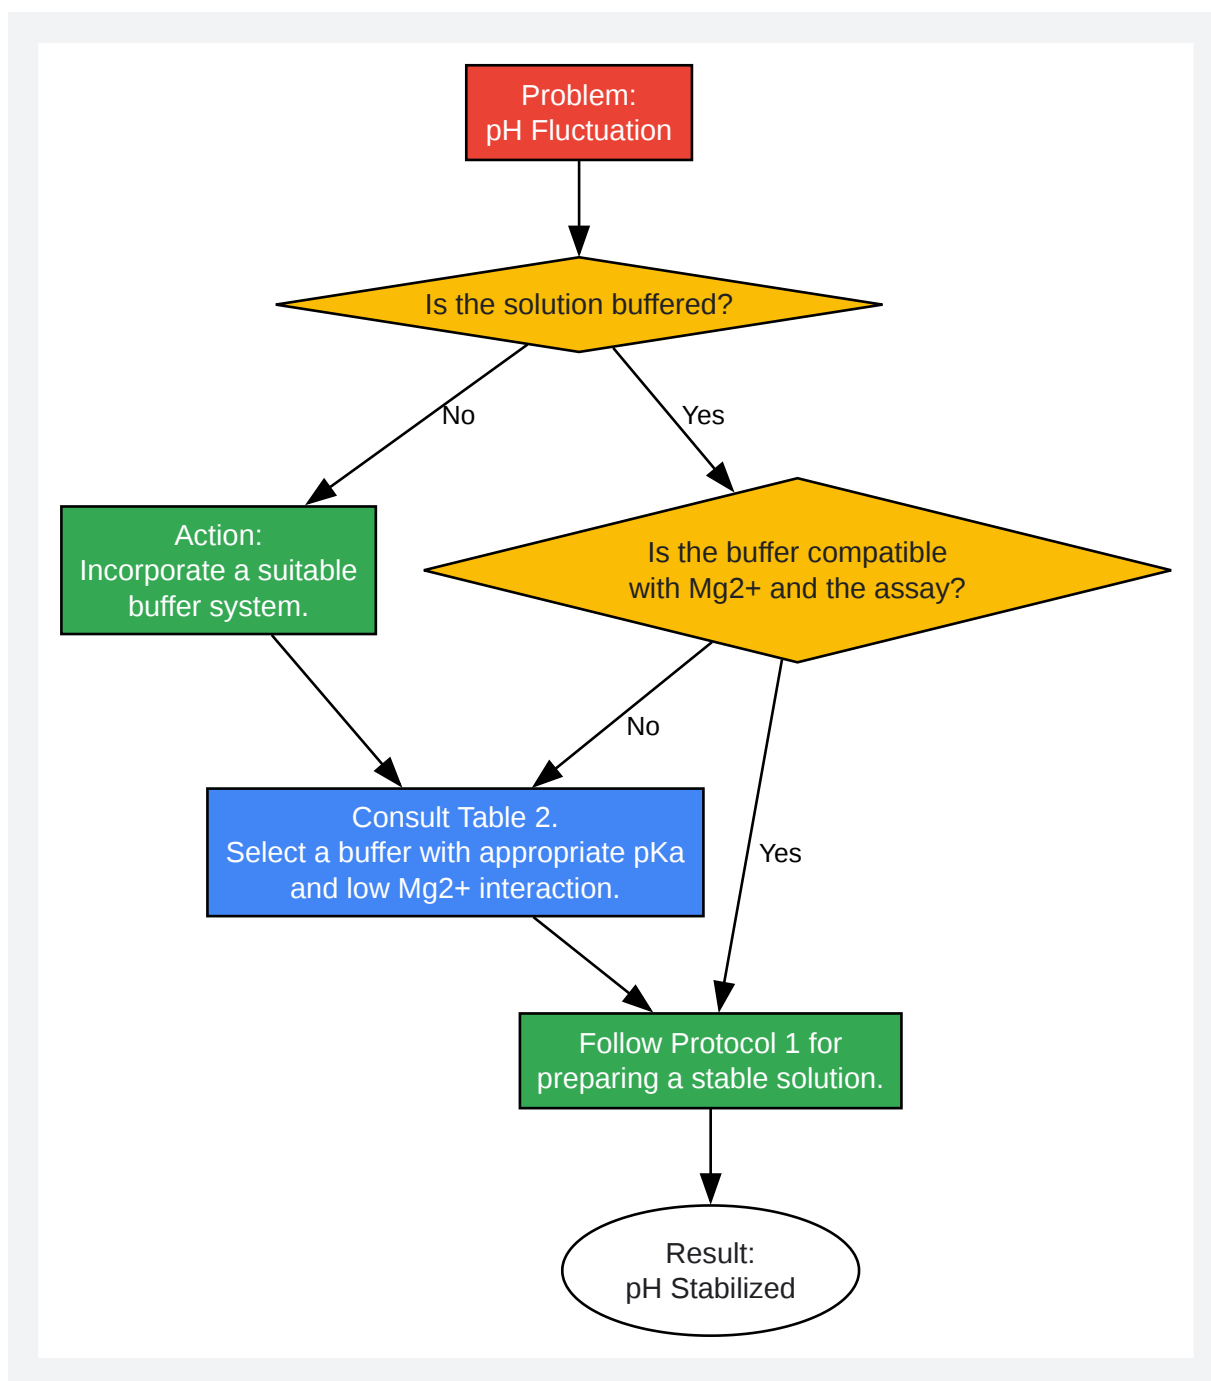 Problem:
pH Fluctuation
Is the solution buffered?
No
Yes
Action:
Incorporate a suitable
buffer system.
Is the buffer compatible
with Mg2+ and the assay?
No
Consult Table 2.
Select a buffer with appropriate pKa
and low Mg2+ interaction.
Yes
Follow Protocol 1 for
preparing a stable solution.
Result:
pH Stabilized